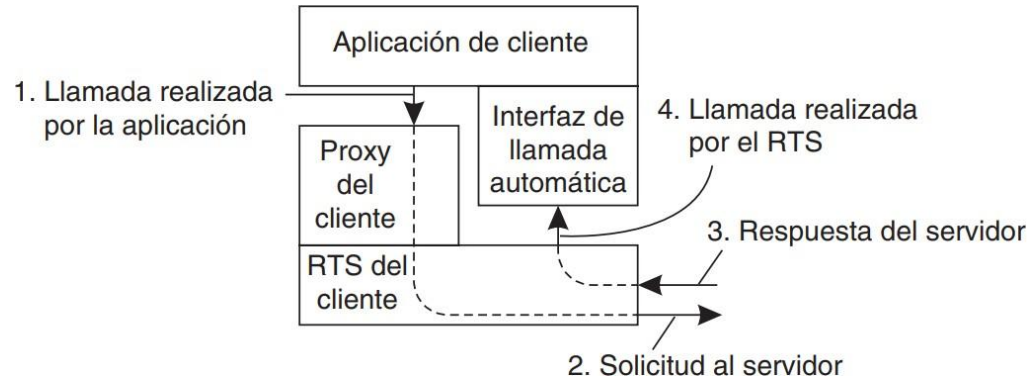 Aplicación de cliente
1. Llamada realizada
por la aplicación
Interfaz de
llamada
automática
4. Llamada realizada
por el RTS
Proxy
del
cliente
3. Respuesta del servidor
RTS del
cliente
2. Solicitud al servidor